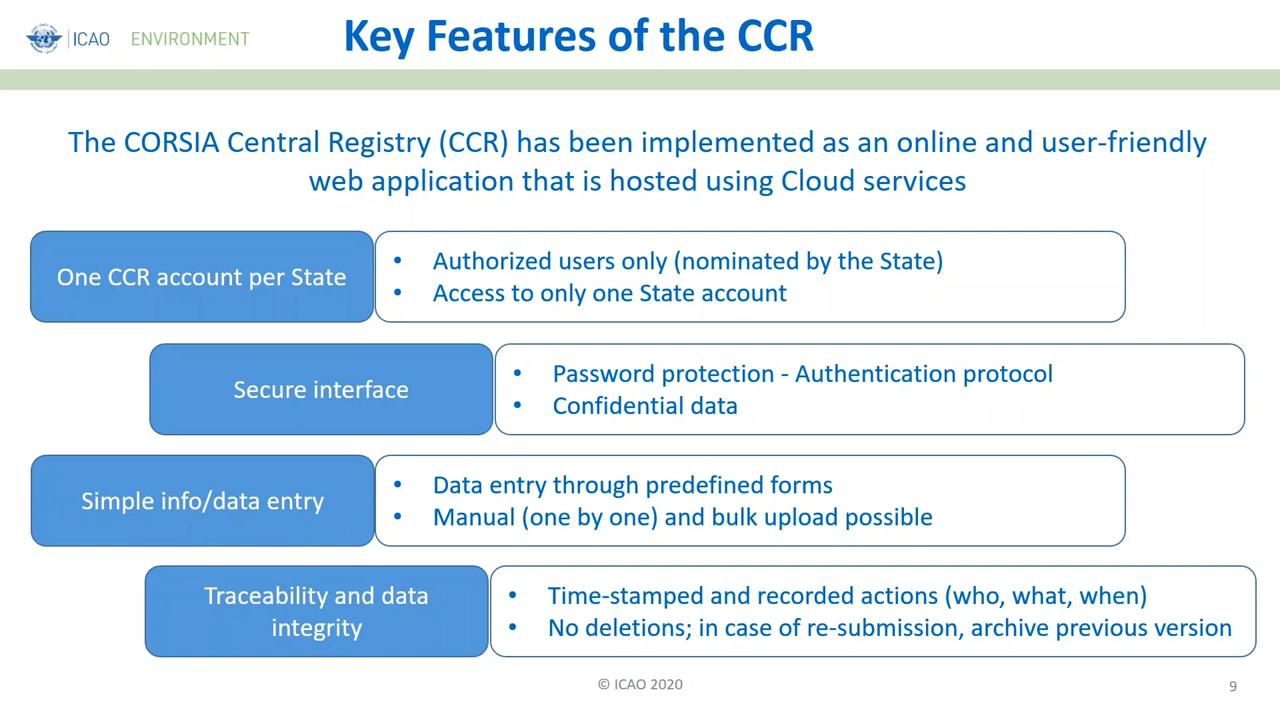 ICAO ENVIRONMENT
Key Features of the CCR
The CORSIA Central Registry (CCR) has been implemented as an online and user-friendly
web application that is hosted using Cloud services
One CCR account per State
• Authorized users only (nominated by the State)
• Access to only one State account
Secure interface
• Password protection - Authentication protocol
• Confidential data
Simple info/data entry
• Data entry through predefined forms
• Manual (one by one) and bulk upload possible
Traceability and data
integrity
• Time-stamped and recorded actions (who, what, when)
• No deletions; in case of re-submission, archive previous version
© ICAO 2020
9